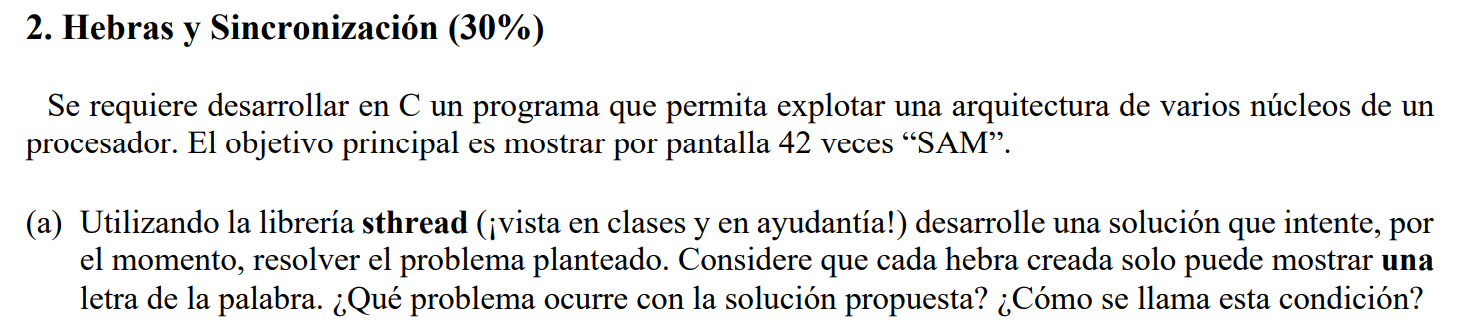 2. Hebras y Sincronización (30%)
Se requiere desarrollar en C un programa que permita explotar una arquitectura de varios núcleos de un
procesador. El objetivo principal es mostrar por pantalla 42 veces “SAM”.
(a) Utilizando la librería sthread (¡vista en clases y en ayudantía!) desarrolle una solución que intente, por
el momento, resolver el problema planteado. Considere que cada hebra creada solo puede mostrar una
letra de la palabra. ¿Qué problema ocurre con la solución propuesta? ¿Cómo se llama esta condición?